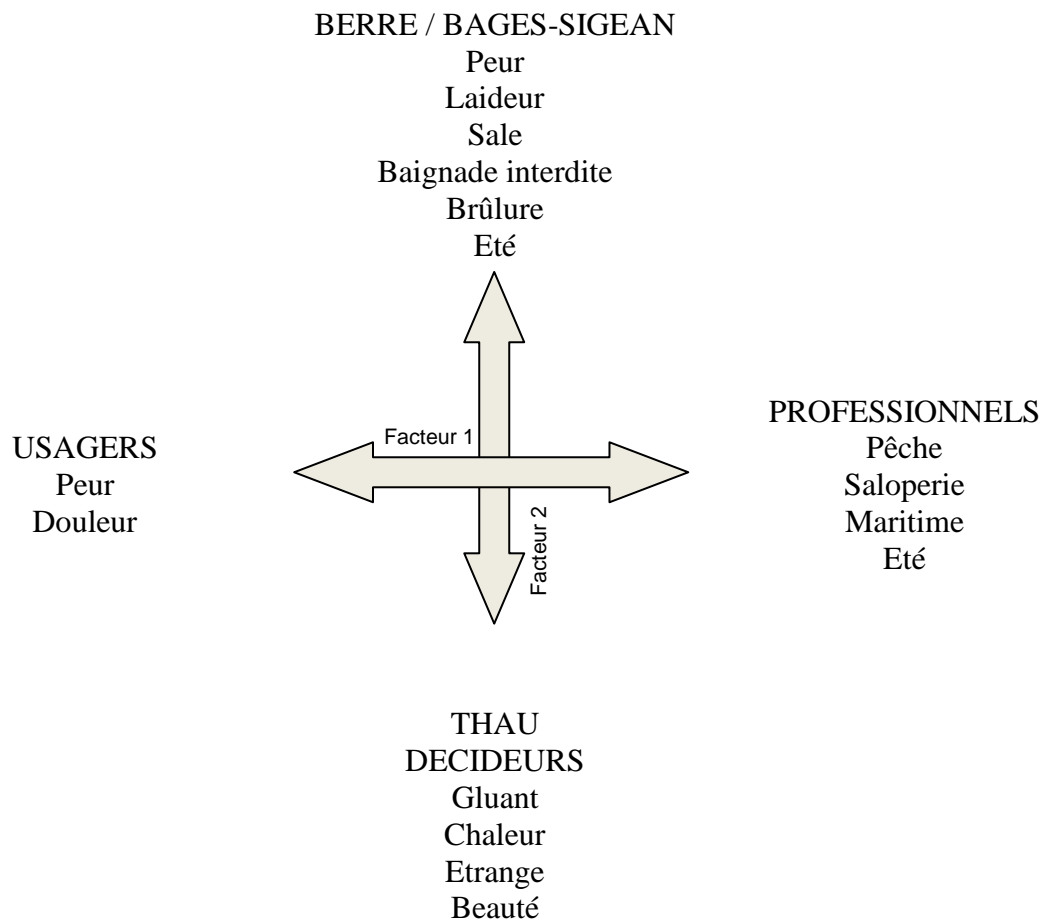 BERRE / BAGES-SIGEAN
Peur
Laideur
Sale
Baignade interdite
Brûlure
Eté
Facteur 1
Facteur 2
USAGERS
Peur
Douleur
PROFESSIONNELS
Pêche
Saloperie
Maritime
Eté
THAU
DECIDEURS
Gluant
Chaleur
Etrange
Beauté